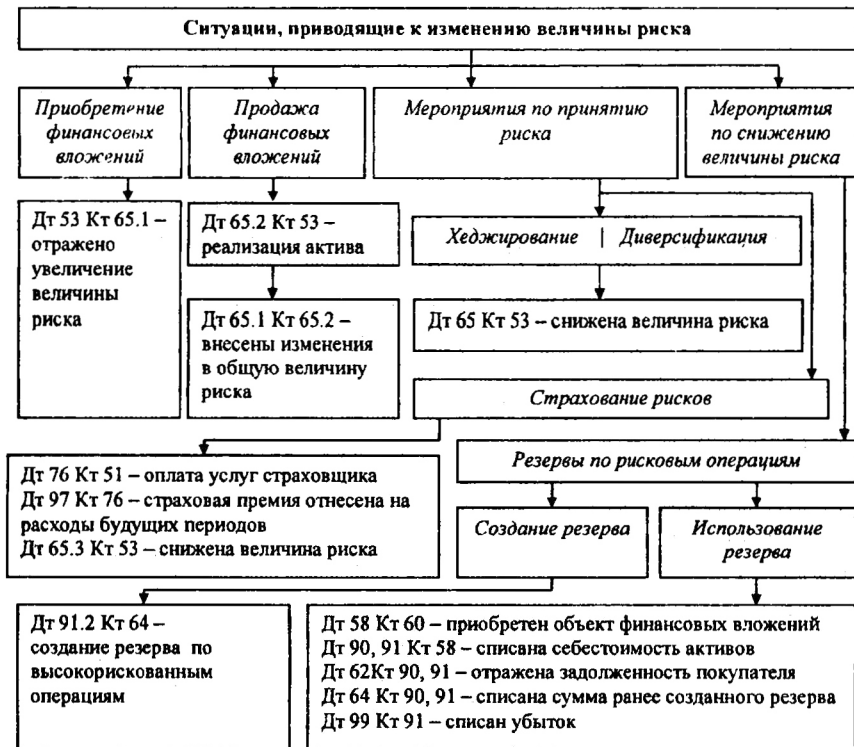 Ситуации, приводящие к изменению величины риска
Приобретение
финансовых
вложений
Продажа
финансовых
вложений
Мероприятия по принятию
риска
Мероприятия
по снижению
величины риска
Дт 53 Кт 65.1 –
отражено
увеличение
величины
риска
Дт 65.2 Кт 53 –
реализация актива
Хеджирование | Диверсификация
Дт 65.1 Кт 65.2 –
внесены изменения
в общую величину
риска
Дт 65 Кт 53 – снижена величина риска
Страхование рисков
Дт 76 Кт 51 – оплата услуг страховщика
Дт 97 Кт 76 – страховая премия отнесена на
расходы будущих периодов
Дт 65.3 Кт 53 – снижена величина риска
Резервы по рисковым операциям
Создание резерва
Использование
резерва
Дт 91.2 Кт 64 –
создание резерва по
высокорискованным
операциям
Дт 58 Кт 60 – приобретен объект финансовых вложений
Дт 90, 91 Кт 58 – списана себестоимость активов
Дт 62Кт 90, 91 – отражена задолженность покупателя
Дт 64 Кт 90, 91 – списана сумма ранее созданного резерва
Дт 99 Кт 91 – списан убыток